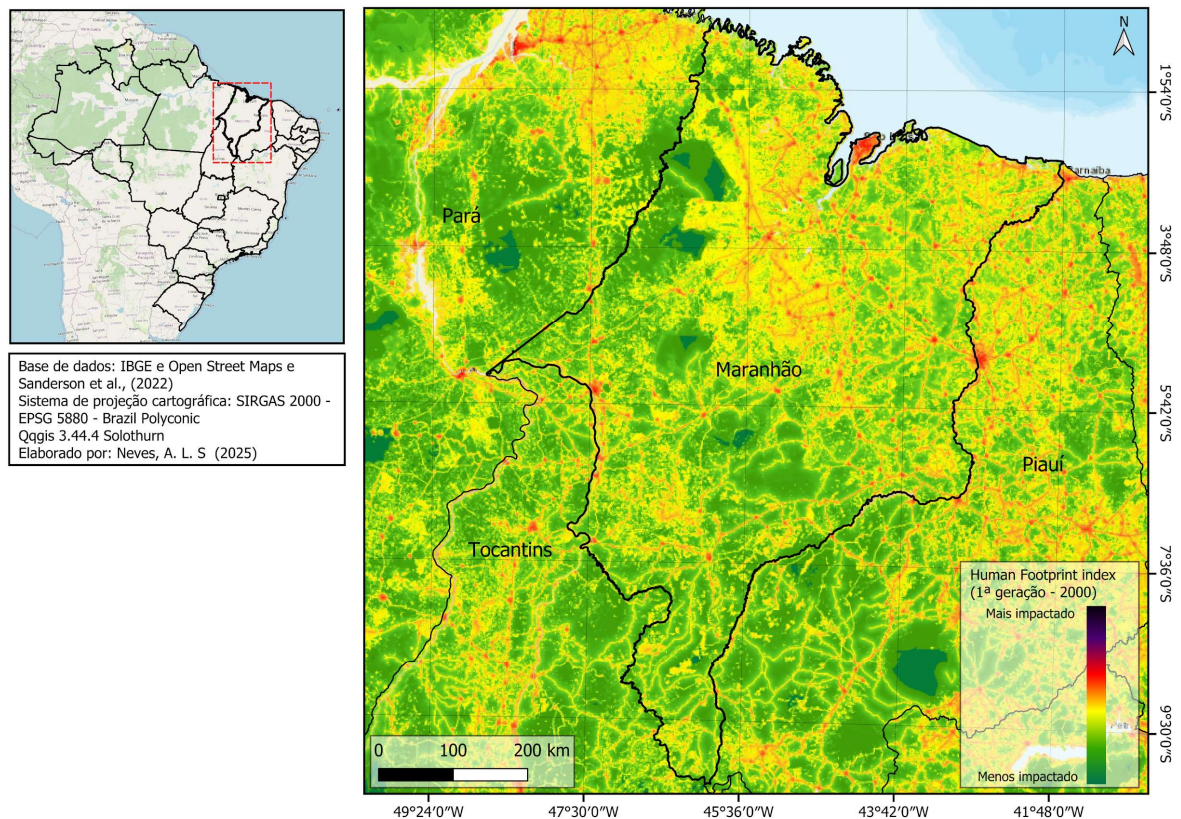 Base de dados: IBGE e Open Street Maps e
Sanderson et al., (2022)
Sistema de projeção cartográfica: SIRGAS 2000 -
EPSG 5880 - Brazil Polyconic
Qqgis 3.44.4 Solothurn
Elaborado por: Neves, A. L. S (2025)
N
Pará
Maranhão
Piauí
Tocantins
1°54'0"S
3°48'0"S
5°42'0"S
7°36'0"S
9°30'0"S
Human Footprint index
(1ª geração - 2000)
Mais impactado
Menos impactado
0 100 200 km
49°24'0"W 47°30'0"W 45°36'0"W 43°42'0"W 41°48'0"W